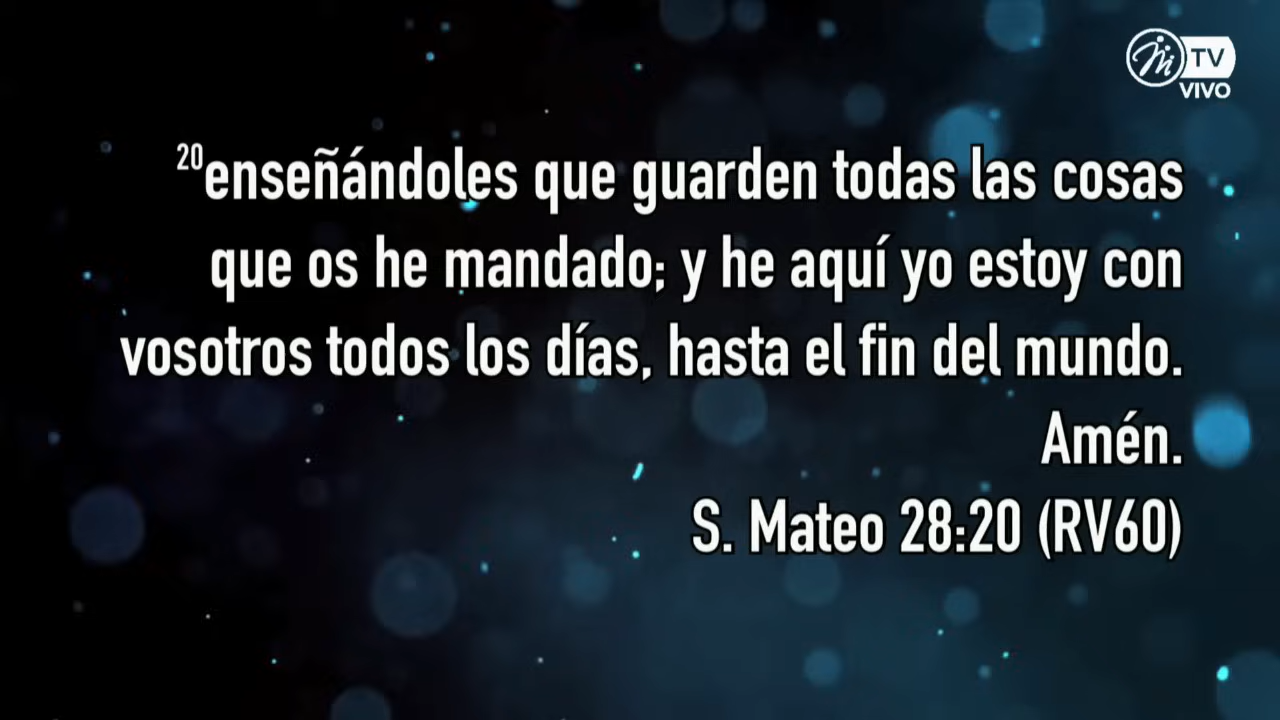 TV
VIVO
20enseñándoles que guarden todas las cosas
que os he mandado; y he aquí yo estoy con
vosotros todos los días, hasta el fin del mundo.
Amén.
S. Mateo 28:20 (RV60)